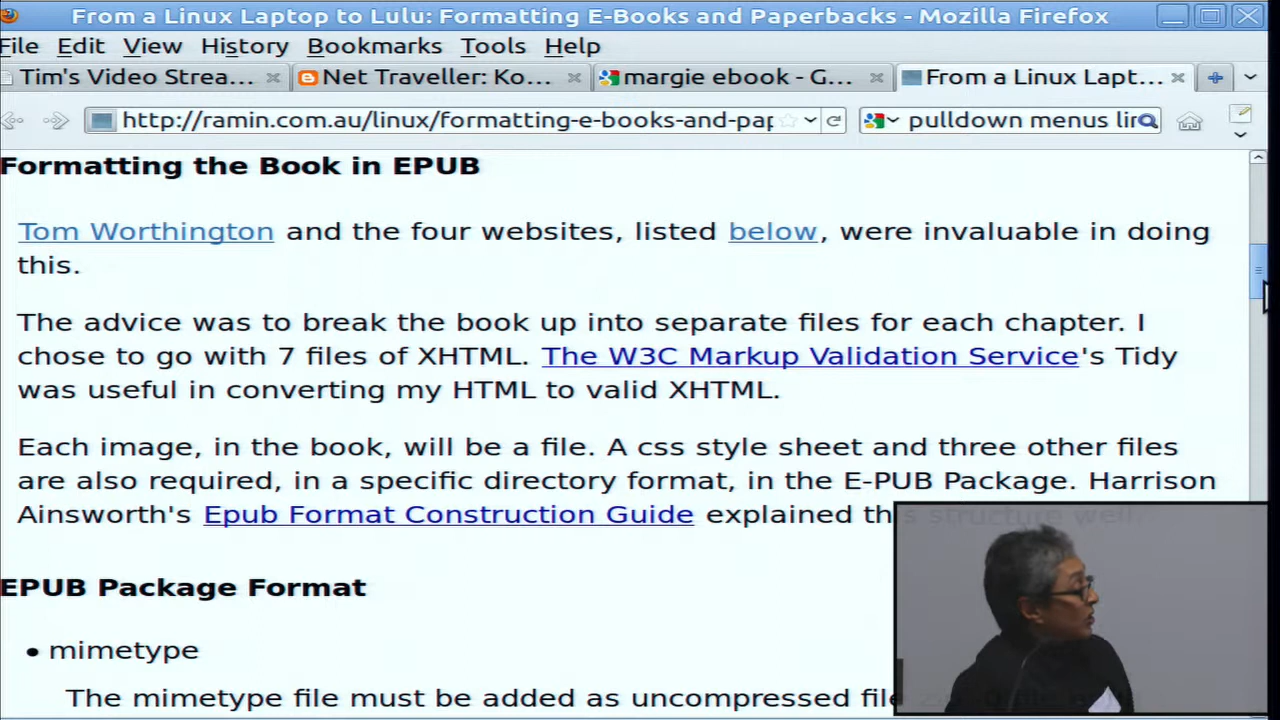 From a Linux Laptop to Lulu: Formatting E-Books and Paperbacks - Mozilla Firefox
File Edit View History Bookmarks Tools Help
Tim's Video Strea... Net Traveller: Ko... margie ebook - G... From a Linux Lapt...
http://ramin.com.au/linux/formatting-e-books-and-pap pulldown menus lin
Formatting the Book in EPUB
Tom Worthington and the four websites, listed below, were invaluable in doing
this.
The advice was to break the book up into separate files for each chapter. I
chose to go with 7 files of XHTML. The W3C Markup Validation Service's Tidy
was useful in converting my HTML to valid XHTML.
Each image, in the book, will be a file. A css style sheet and three other files
are also required, in a specific directory format, in the E-PUB Package. Harrison
Ainsworth's Epub Format Construction Guide explained this structure well.
EPUB Package Format
• mimetype
The mimetype file must be added as uncompressed file